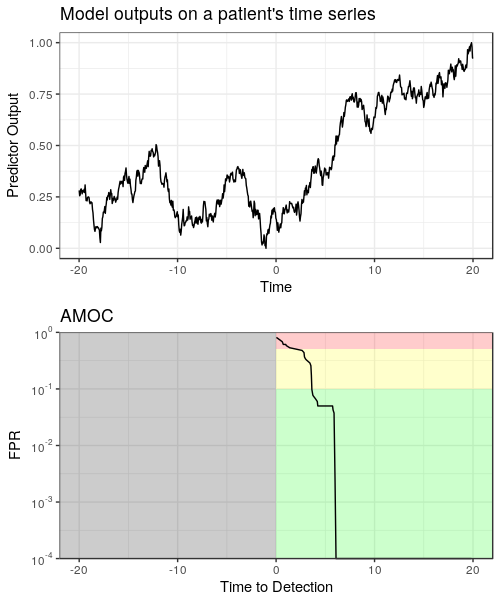 Model outputs on a patient's time series
1.00
0.75
0.50
0.25
0.00
Predictor Output
-20 -10 0 10 20
Time
AMOC
10^0
10^-1
10^-2
10^-3
10^-4
FPR
-20 -10 0 10 20
Time to Detection